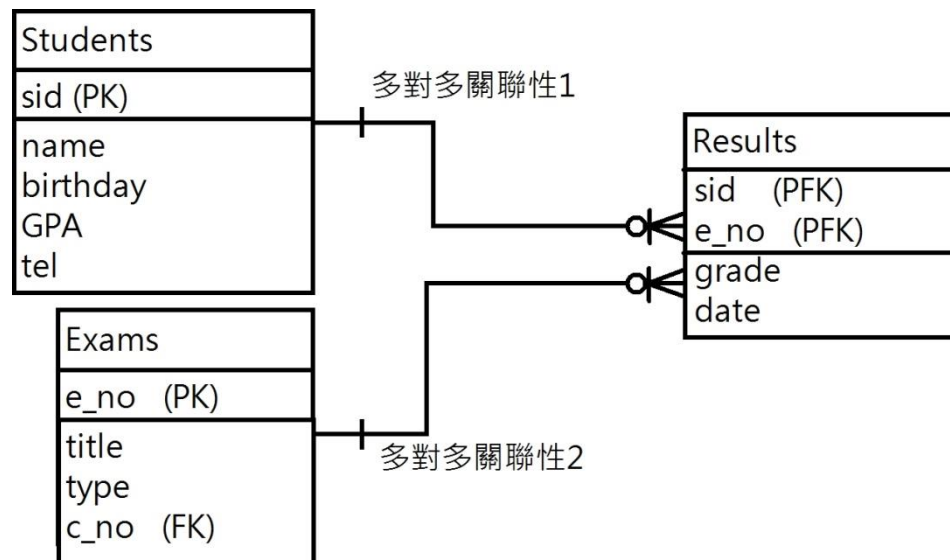 Students
sid (PK)
name
birthday
GPA
tel
多對多關聯性1
Results
sid (PFK)
e_no (PFK)
grade
date
Exams
e_no (PK)
title
type
c_no (FK)
多對多關聯性2